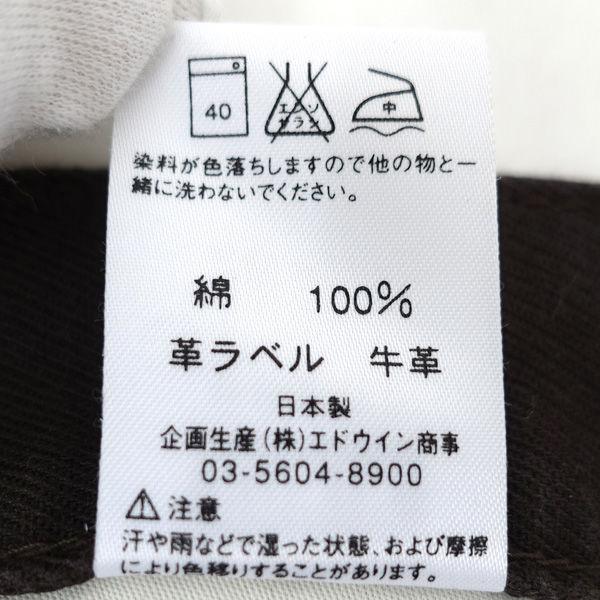 40
エンソ
サラシ
中
染料が色落ちしますので他の物と一
緒に洗わないでください。
綿 100%
革ラベル 牛革
日本製
企画生産(株)エドウイン商事
03-5604-8900
⚠注意
汗や雨などで湿った状態、および摩擦
により色移りすることがあります。